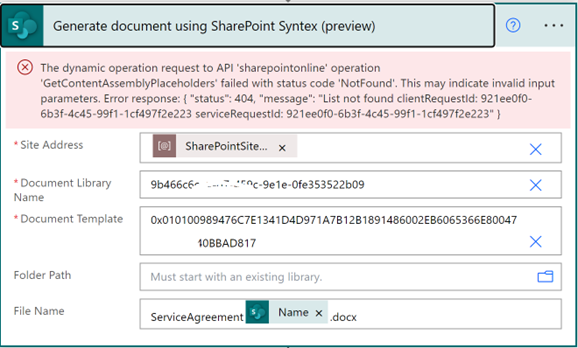 Generate document using SharePoint Syntex (preview)
The dynamic operation request to API 'sharepointonline' operation
'GetContentAssemblyPlaceholders' failed with status code 'NotFound'. This may indicate invalid input
parameters. Error response: { "status": 404, "message": "List not found clientRequestId: 921ee0f0-
6b3f-4c45-99f1-1cf497f2e223 serviceRequestId: 921ee0f0-6b3f-4c45-99f1-1cf497f2e223" }
* Site Address
SharePointSite...
* Document Library Name
-9e1e-0fe353522b09
* Document Template
0x010100989476C7E1341D4D971A7B12B1891486002EB6065366E80047
40BBAD817
Folder Path
Must start with an existing library.
File Name
ServiceAgreement Name .docx